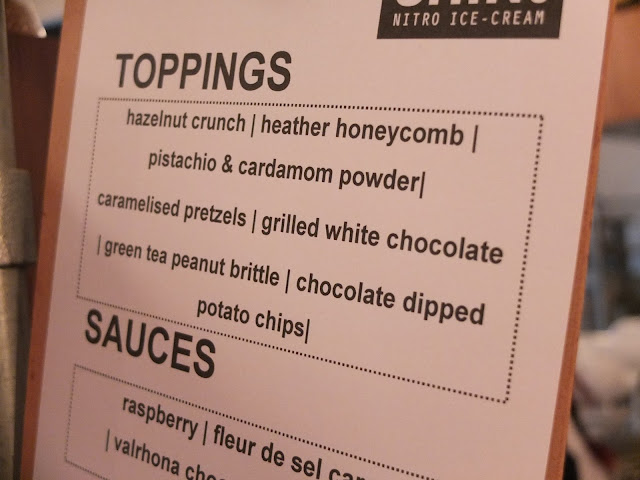 NITRO ICE-CREAM
TOPPINGS
hazelnut crunch | heather honeycomb |
pistachio & cardamom powder|
caramelised pretzels | grilled white chocolate
| green tea peanut brittle | chocolate dipped
potato chips|
SAUCES
raspberry | fleur de sel
| valrhona